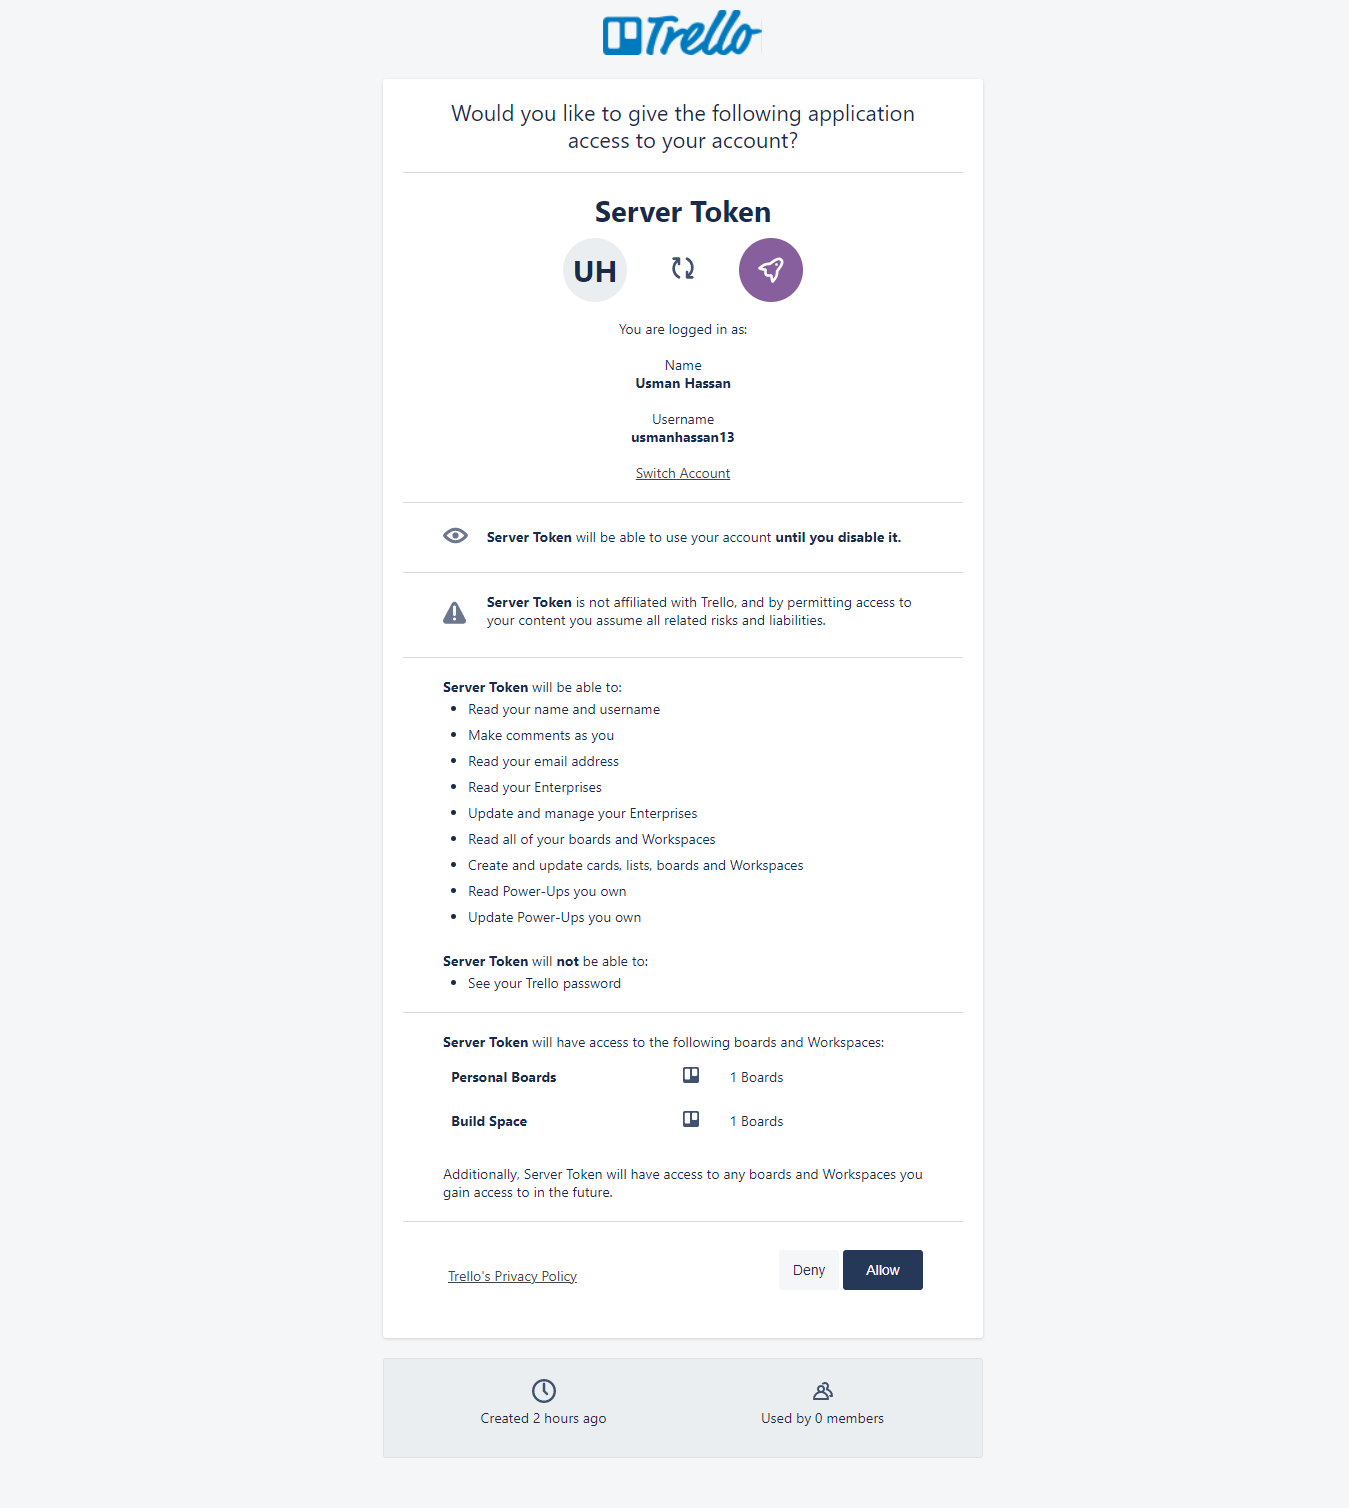 Trello
Would you like to give the following application
access to your account?
Server Token
UH
You are logged in as:
Name
Usman Hassan
Username
usmanhassan13
Switch Account
Server Token will be able to use your account until you disable it.
Server Token is not affiliated with Trello, and by permitting access to
your content you assume all related risks and liabilities.
Server Token will be able to:
• Read your name and username
• Make comments as you
• Read your email address
• Read your Enterprises
• Update and manage your Enterprises
• Read all of your boards and Workspaces
• Create and update cards, lists, boards and Workspaces
• Read Power-Ups you own
• Update Power-Ups you own
Server Token will not be able to:
• See your Trello password
Server Token will have access to the following boards and Workspaces:
Personal Boards 1 Boards
Build Space 1 Boards
Additionally, Server Token will have access to any boards and Workspaces you
gain access to in the future.
Trello's Privacy Policy Deny Allow
Created 2 hours ago Used by 0 members